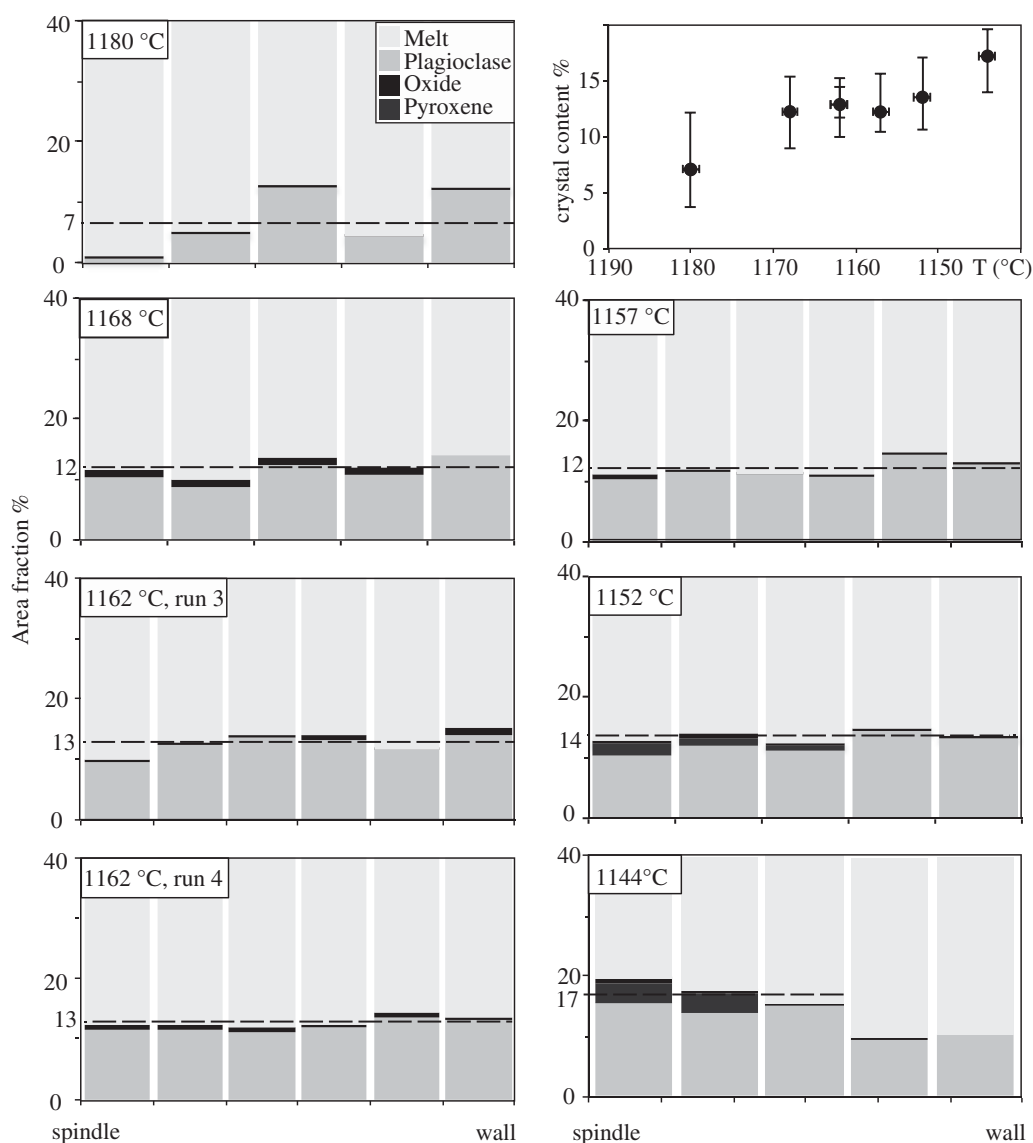 40
1180 °C
Melt
Plagioclase
Oxide
Pyroxene
20
7
0
crystal content %
15
10
5
0
1190
1180
1170
1160
1150
T (°C)
Area fraction %
40
1168 °C
20
12
0
40
1157 °C
20
12
0
40
1162 °C, run 3
20
13
0
40
1152 °C
20
14
0
40
1162 °C, run 4
20
13
0
spindle
wall
40
1144°C
20
17
0
spindle
wall